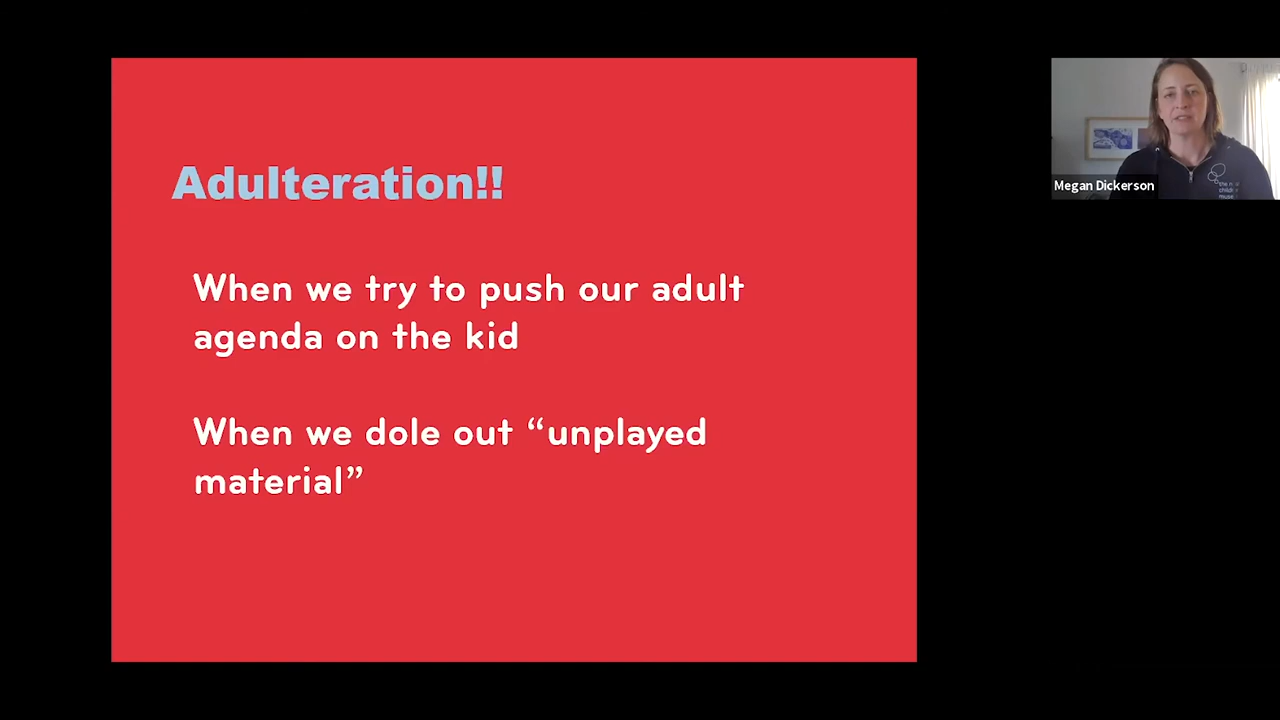 Adulteration!!
When we try to push our adult
agenda on the kid
When we dole out “unplayed
material”
Megan Dickerson